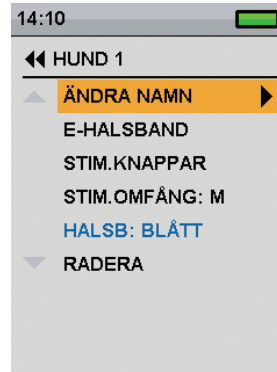 14:10
HUND 1
ÄNDRA NAMN
E-HALSBAND
STIM.KNAPPAR
STIM.OMFÅNG: M
HALSB: BLÅTT
RADERA